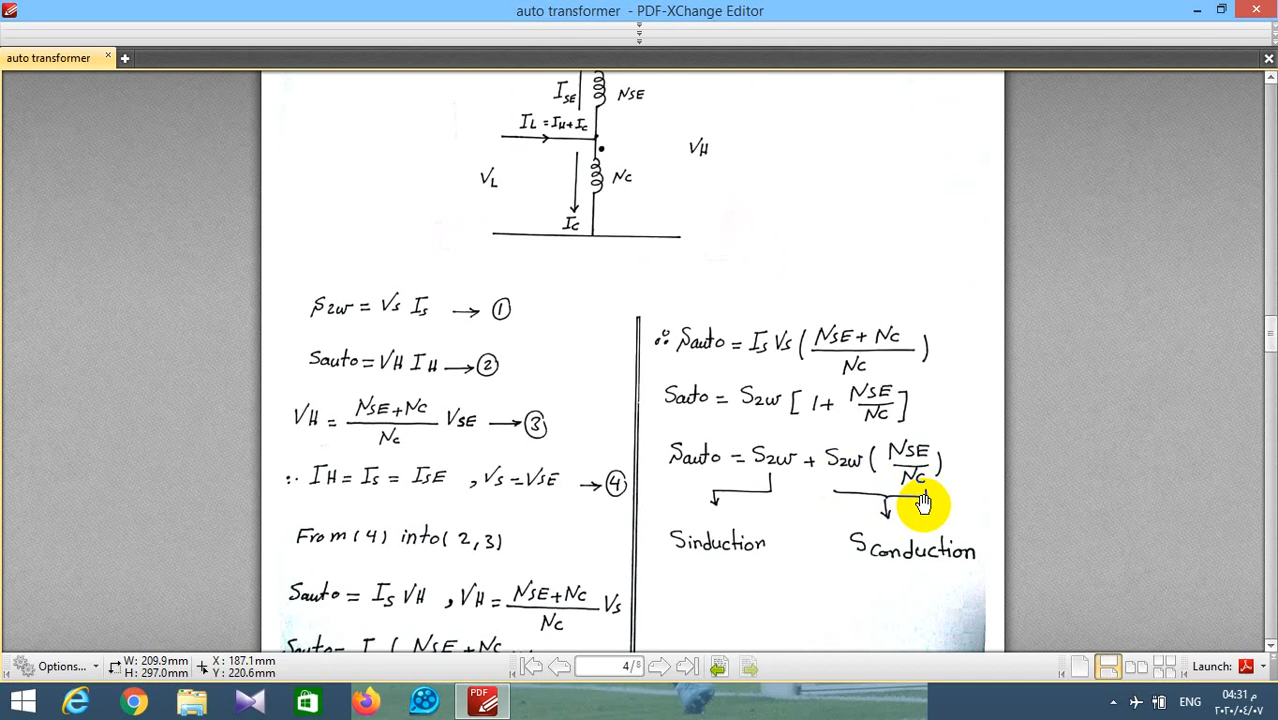 auto transformer - PDF-XChange Editor
auto transformer
ISE
NSE
IL = IH + IC
VH
VL
NC
IC
S2w = Vs Is → ①
Sauto = VH IH → ②
VH = NSE + NC / NC VSE → ③
∴ IH = Is = ISE , Vs = VSE → ④
From (4) into (2,3)
Sauto = IS VH , VH = NSE + NC / NC Vs
∴ Sauto = Is Vs ( NSE + NC / NC )
Sauto = S2w [ 1 + NSE / NC ]
Sauto = S2w + S2w ( NSE / NC )
Sinduction
Sconduction
Options...
W: 209.9mm
H: 297.0mm
X: 187.1mm
Y: 220.6mm
4/8
Launch:
PDF
ENG
04:31 م
٢٠٢٠/٠٤/٠٧